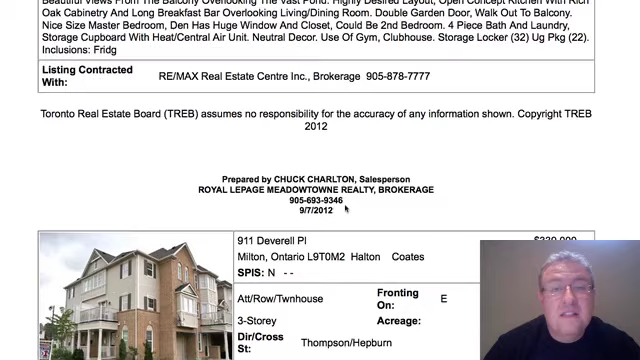 Beautiful Views From The Balcony Overlooking The Vast Pond. Highly Desired Layout, Open Concept Kitchen With Rich
Oak Cabinetry And Long Breakfast Bar Overlooking Living/Dining Room. Double Garden Door, Walk Out To Balcony.
Nice Size Master Bedroom, Den Has Huge Window And Closet, Could Be 2nd Bedroom. 4 Piece Bath And Laundry,
Storage Cupboard With Heat/Central Air Unit. Neutral Decor. Use Of Gym, Clubhouse. Storage Locker (32) Ug Pkg (22).
Inclusions: Fridg
Listing Contracted With: RE/MAX Real Estate Centre Inc., Brokerage 905-878-7777
Toronto Real Estate Board (TREB) assumes no responsibility for the accuracy of any information shown. Copyright TREB
2012
Prepared by CHUCK CHARLTON, Salesperson
ROYAL LEPAGE MEADOWTOWNE REALTY, BROKERAGE
905-693-9346
9/7/2012
911 Deverell Pl
Milton, Ontario L9T0M2 Halton Coates
SPIS: N - -
Att/Row/Twnhouse Fronting On: E
3-Storey Acreage:
Dir/Cross St: Thompson/Hepburn